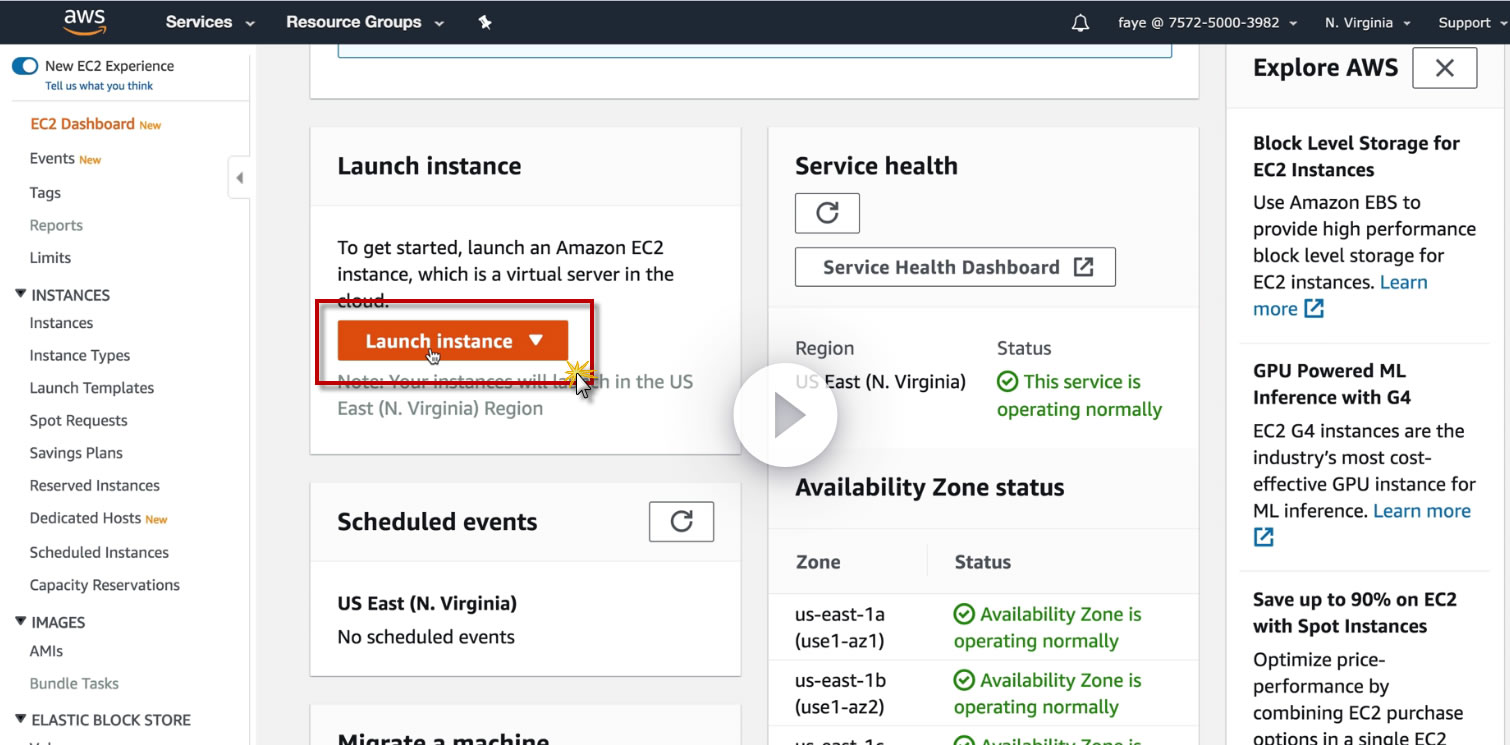 aws
Services
Resource Groups
faye @ 7572-5000-3982
N. Virginia
Support
New EC2 Experience
Tell us what you think
EC2 Dashboard New
Events New
Tags
Reports
Limits
INSTANCES
Instances
Instance Types
Launch Templates
Spot Requests
Savings Plans
Reserved Instances
Dedicated Hosts New
Scheduled Instances
Capacity Reservations
IMAGES
AMIs
Bundle Tasks
ELASTIC BLOCK STORE
Launch instance
To get started, launch an Amazon EC2
instance, which is a virtual server in the
cloud.
Launch instance
Note: Your instances will launch in the US
East (N. Virginia) Region
Scheduled events
US East (N. Virginia)
No scheduled events
Migrate a machine
Service health
Service Health Dashboard
Region
US East (N. Virginia)
Status
This service is
operating normally
Availability Zone status
Zone
Status
us-east-1a
(use1-az1)
Availability Zone is
operating normally
us-east-1b
(use1-az2)
Availability Zone is
operating normally
us-east-1c
Availability Zone is
Explore AWS
Block Level Storage for
EC2 Instances
Use Amazon EBS to
provide high performance
block level storage for
EC2 instances. Learn
more
GPU Powered ML
Inference with G4
EC2 G4 instances are the
industry's most cost-
effective GPU instance for
ML inference. Learn more
Save up to 90% on EC2
with Spot Instances
Optimize price-
performance by
combining EC2 purchase
options in a single EC2